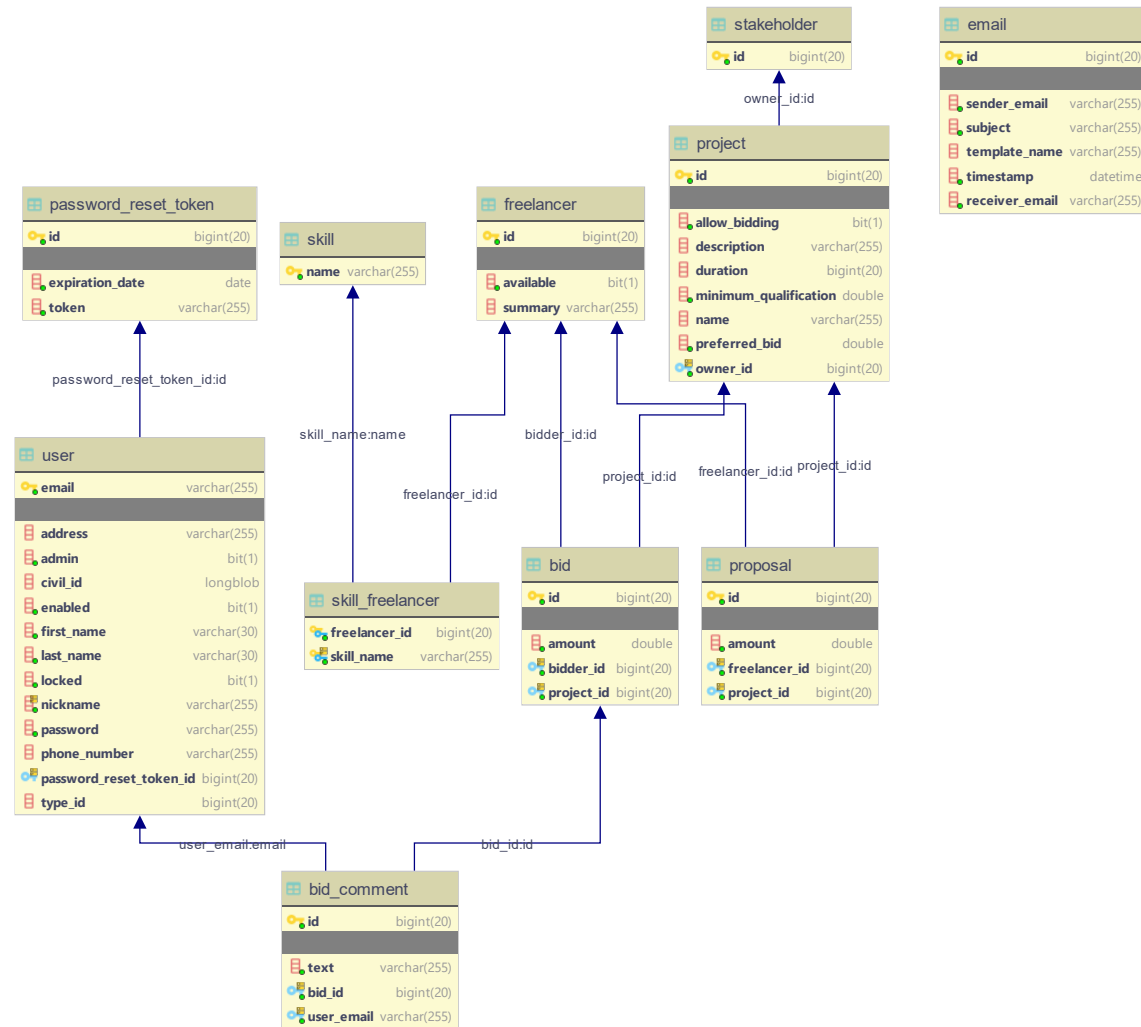 stakeholder
id bigint(20)
owner_id:id
email
id bigint(20)
sender_email varchar(255)
subject varchar(255)
template_name varchar(255)
timestamp datetime
receiver_email varchar(255)
project
id bigint(20)
allow_bidding bit(1)
description varchar(255)
duration bigint(20)
minimum_qualification double
name varchar(255)
preferred_bid double
owner_id bigint(20)
password_reset_token
id bigint(20)
expiration_date date
token varchar(255)
skill
name varchar(255)
freelancer
id bigint(20)
available bit(1)
summary varchar(255)
password_reset_token_id:id
skill_name:name
bidder_id:id
freelancer_id:id
project_id:id
freelancer_id:id
project_id:id
user
email varchar(255)
address varchar(255)
admin bit(1)
civil_id longblob
enabled bit(1)
first_name varchar(30)
last_name varchar(30)
locked bit(1)
nickname varchar(255)
password varchar(255)
phone_number varchar(255)
password_reset_token_id bigint(20)
type_id bigint(20)
skill_freelancer
freelancer_id bigint(20)
skill_name varchar(255)
bid
id bigint(20)
amount double
bidder_id bigint(20)
project_id bigint(20)
proposal
id bigint(20)
amount double
freelancer_id bigint(20)
project_id bigint(20)
user_email:email
bid_id:id
bid_comment
id bigint(20)
text varchar(255)
bid_id bigint(20)
user_email varchar(255)